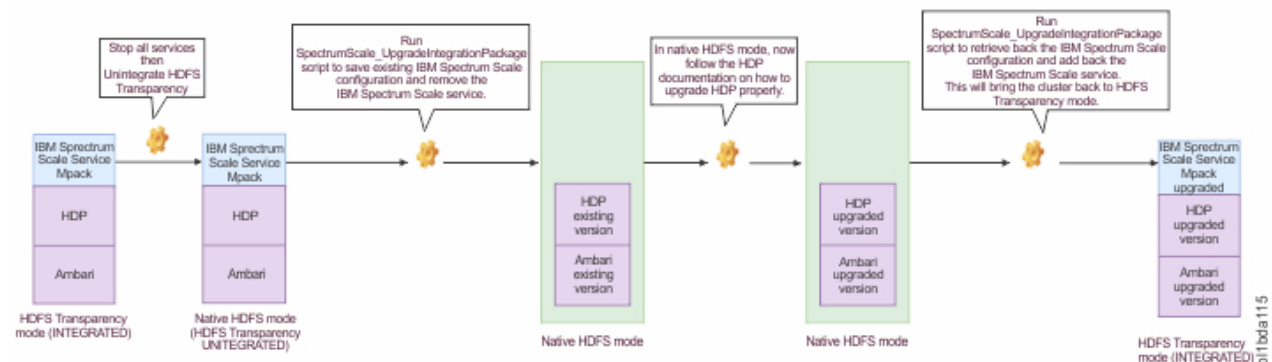 Stop all services
then
Unintegrate HDFS
Transparency
Run
SpectrumScale_UpgradeIntegrationPackage
script to save existing IBM Spectrum Scale
configuration and remove the
IBM Spectrum Scale service.
In native HDFS mode, now
follow the HDP
documentation on how to
upgrade HDP properly.
Run
SpectrumScale_UpgradeIntegrationPackage
script to retrieve back the IBM Spectrum Scale
configuration and add back the
IBM Spectrum Scale service.
This will bring the cluster back to HDFS
Transparency mode.
IBM Sprectrum
Scale Service
Mpack
HDP
Ambari
HDFS Transparency
mode (INTEGRATED)
IBM Sprectrum
Scale Service
Mpack
HDP
Ambari
Native HDFS mode
(HDFS Transparency
UNITEGRATED)
HDP
existing
version
Ambari
existing
version
Native HDFS mode
HDP
upgraded
version
Ambari
upgraded
version
Native HDFS mode
IBM Sprectrum
Scale Service
Mpack
upgraded
HDP
upgraded
version
Ambari
upgraded
version
HDFS Transparency
mode (INTEGRATED)